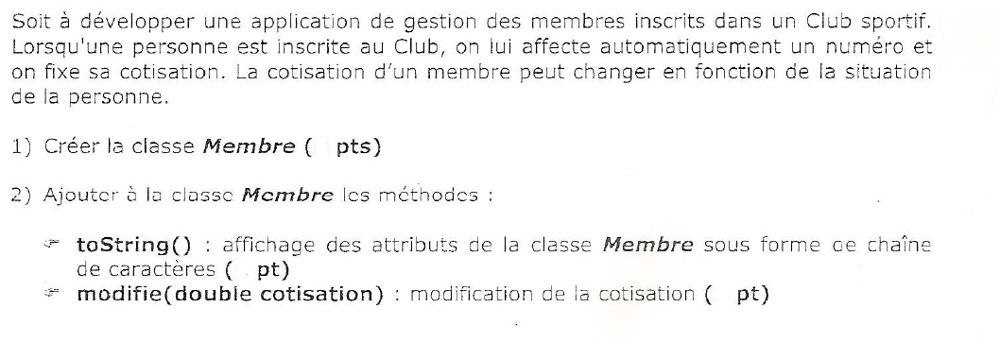 Soit à développer une application de gestion des membres inscrits dans un Club sportif.
Lorsqu'une personne est inscrite au Club, on lui affecte automatiquement un numéro et
on fixe sa cotisation. La cotisation d'un membre peut changer en fonction de la situation
de la personne.
1) Créer la classe Membre ( pts)
2) Ajouter à la classe Membre les méthodes :
☞ toString() : affichage des attributs de la classe Membre sous forme de chaîne
de caractères ( pt)
☞ modifie(double cotisation) : modification de la cotisation ( pt)